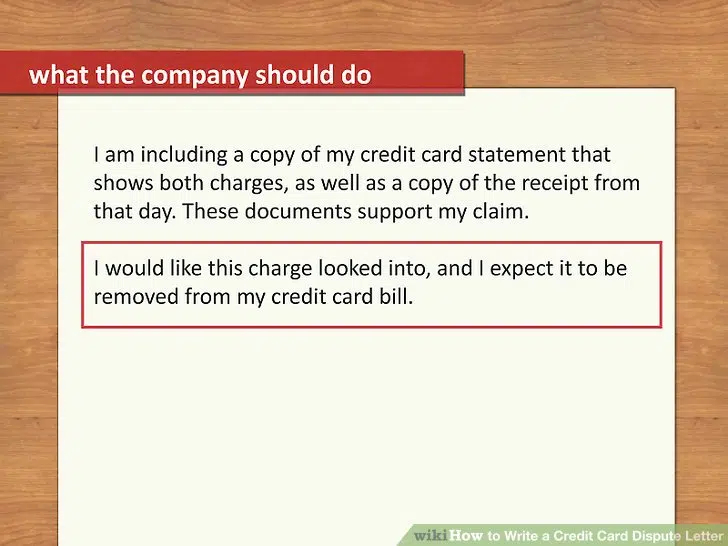 what the company should do
I am including a copy of my credit card statement that
shows both charges, as well as a copy of the receipt from
that day. These documents support my claim.
I would like this charge looked into, and I expect it to be
removed from my credit card bill.
wikiHow to Write a Credit Card Dispute Letter